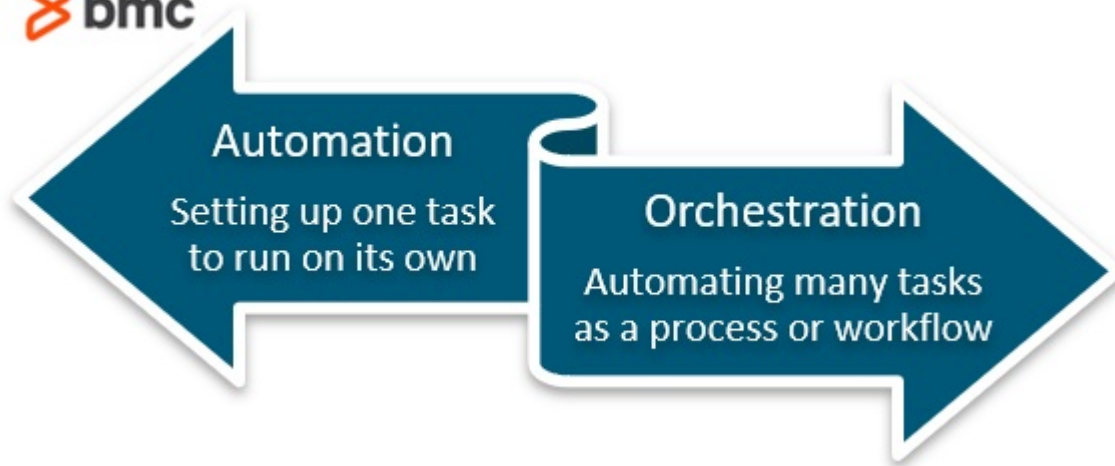 bmc
Automation
Setting up one task
to run on its own
Orchestration
Automating many tasks
as a process or workflow